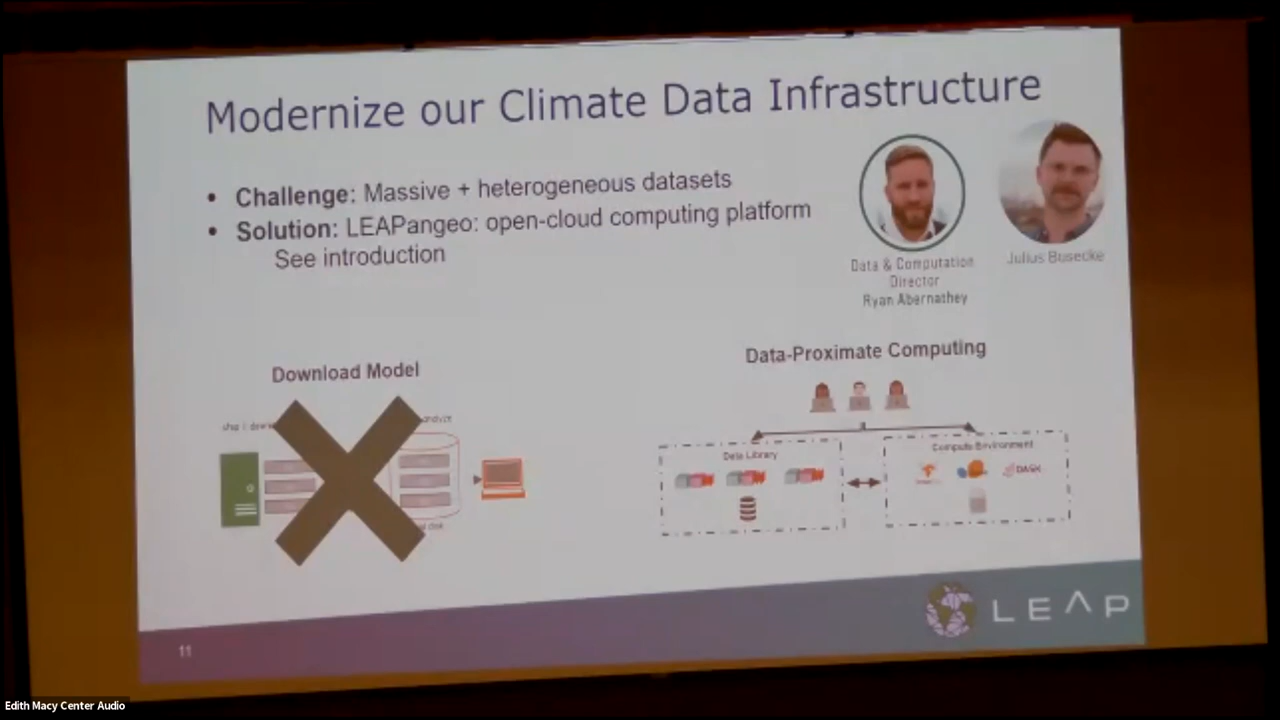 Modernize our Climate Data Infrastructure
• Challenge: Massive + heterogeneous datasets
• Solution: LEAPangeo: open-cloud computing platform
See introduction
Data & Computation
Director
Ryan Abernathey
Julius Busecke
Download Model
Data-Proximate Computing
Data Library
Compute Environment
DASK
disk
LEAP
11
Edith Macy Center Audio